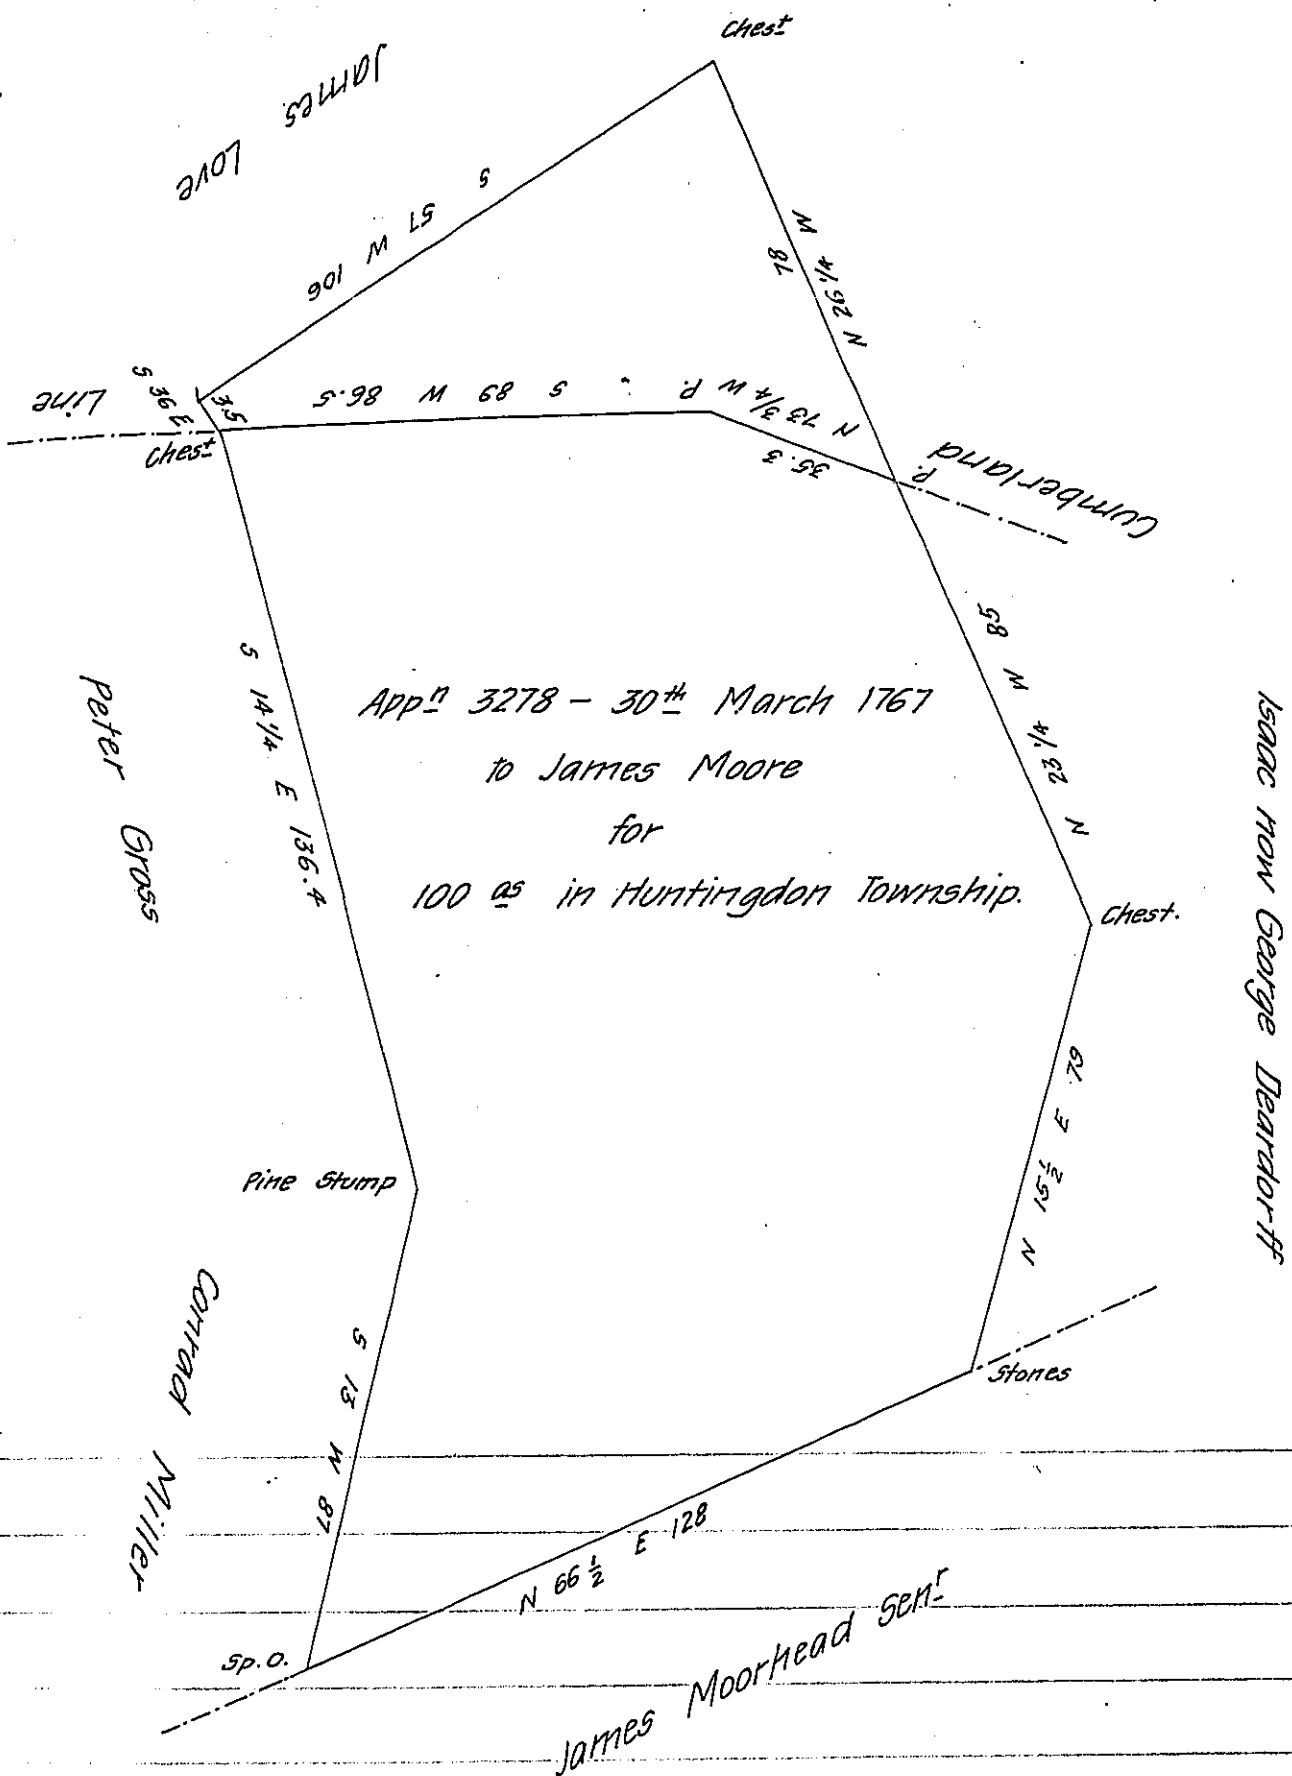 Chest
James Love
S 57 W 106
N 26 1/4 W 78
Line
S 36 E
3.5
Chest
S 89 W 86.5
P.
N 73 3/4 W
35.3
P.
Cumberland
N 23 1/4 W 85
S 14 1/4 E 136.4
Peter Gross
Appn 3278 – 30th March 1767
to James Moore
for
100 as in Huntingdon Township.
Isaac now George Deardorff
Chest.
N 15 1/2 E 79
Pine Stump
Conrad Miller
S 13 W 87
Stones
N 66 1/2 E 128
Sp. O.
James Moorhead Senr